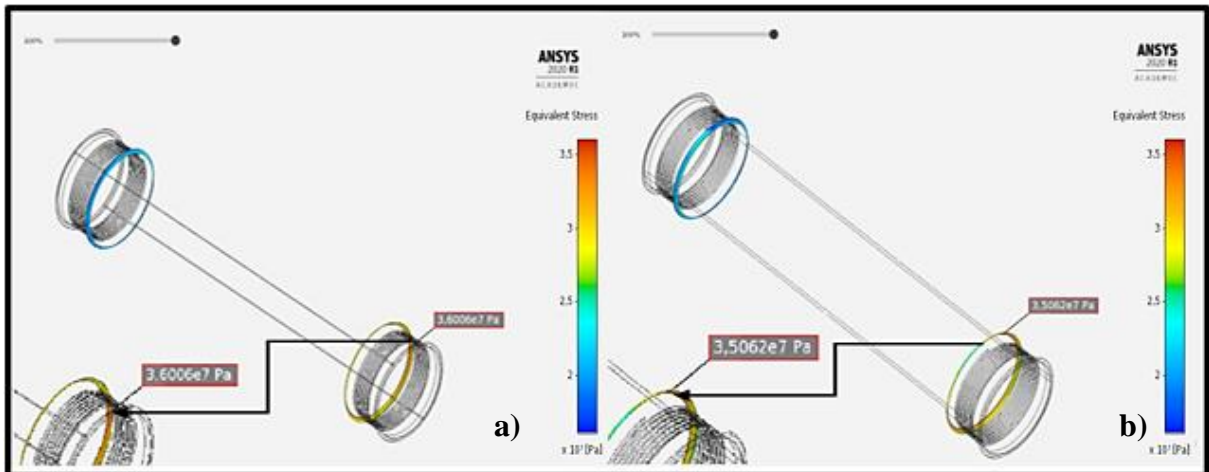 100%
ANSYS
2020 R1
ACADEMIC
Equivalent Stress
3.5
3
2.5
2
x 10⁷ [Pa]
3.6006e7 Pa
3.6006e7 Pa
a)
100%
ANSYS
2020 R1
ACADEMIC
Equivalent Stress
3.5
3
2.5
2
x 10⁷ [Pa]
3,5062e7 Pa
3,5062e7 Pa
b)